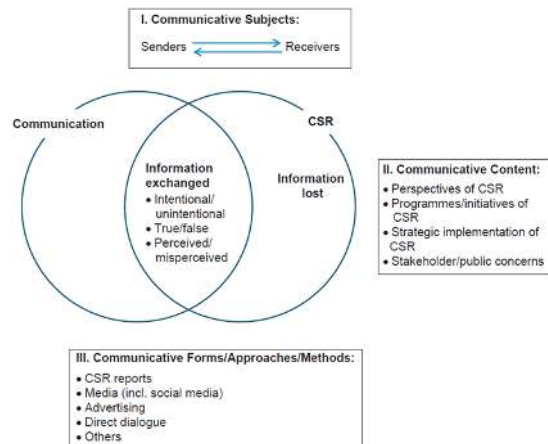 I. Communicative Subjects:
Senders Receivers
Communication
CSR
Information
exchanged
• Intentional/
unintentional
• True/false
• Perceived/
misperceived
Information
lost
II. Communicative Content:
• Perspectives of CSR
• Programmes/initiatives of
CSR
• Strategic implementation of
CSR
• Stakeholder/public concerns
III. Communicative Forms/Approaches/Methods:
• CSR reports
• Media (incl. social media)
• Advertising
• Direct dialogue
• Others